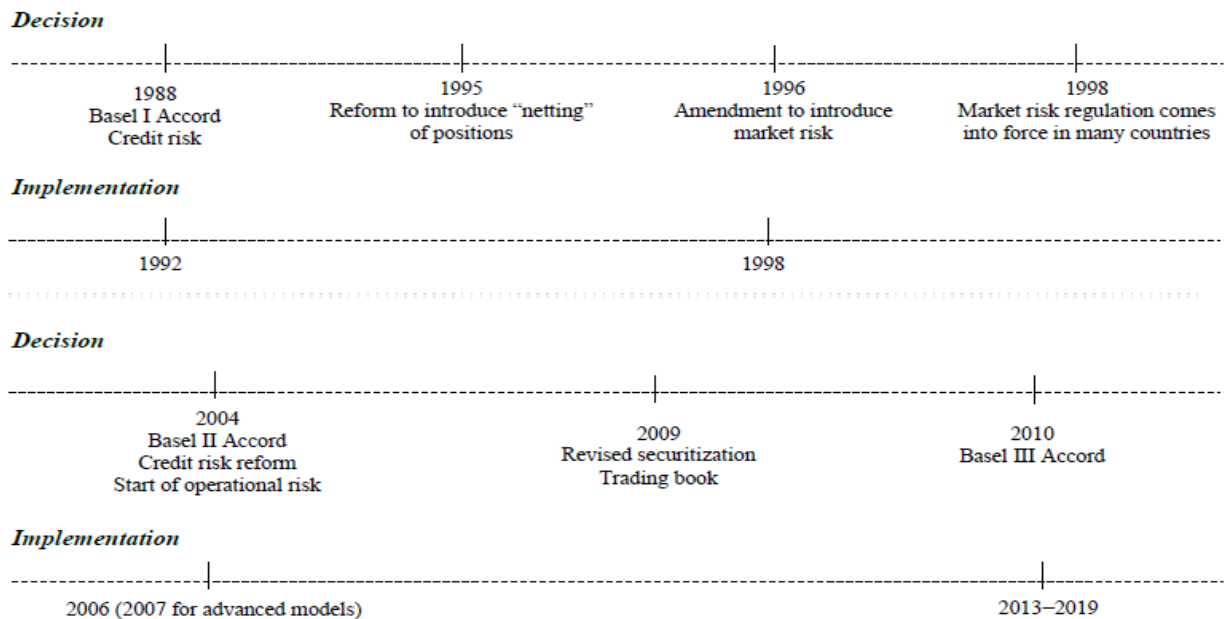 Decision
1988 1995 1996 1998
Basel I Accord Reform to introduce “netting” Amendment to introduce Market risk regulation comes
Credit risk of positions market risk into force in many countries
Implementation
1992 1998
Decision
2004 2009 2010
Basel II Accord Revised securitization Basel III Accord
Credit risk reform Trading book
Start of operational risk
Implementation
2006 (2007 for advanced models) 2013–2019